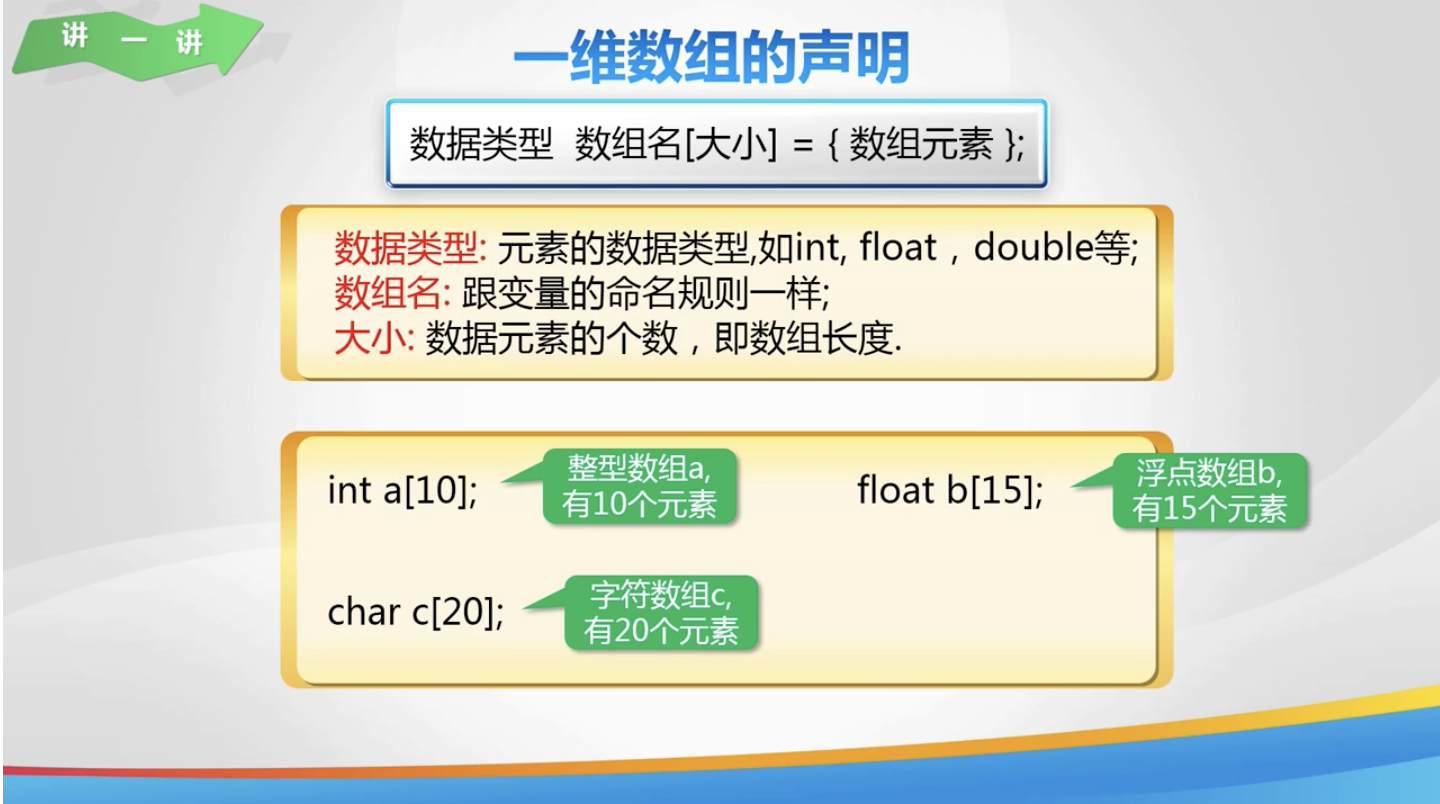 讲一讲
一维数组的声明
数据类型 数组名[大小] = { 数组元素 };
数据类型: 元素的数据类型,如int, float，double等;
数组名: 跟变量的命名规则一样;
大小: 数据元素的个数，即数组长度.
int a[10];
整型数组a,
有10个元素
float b[15];
浮点数组b,
有15个元素
char c[20];
字符数组c,
有20个元素